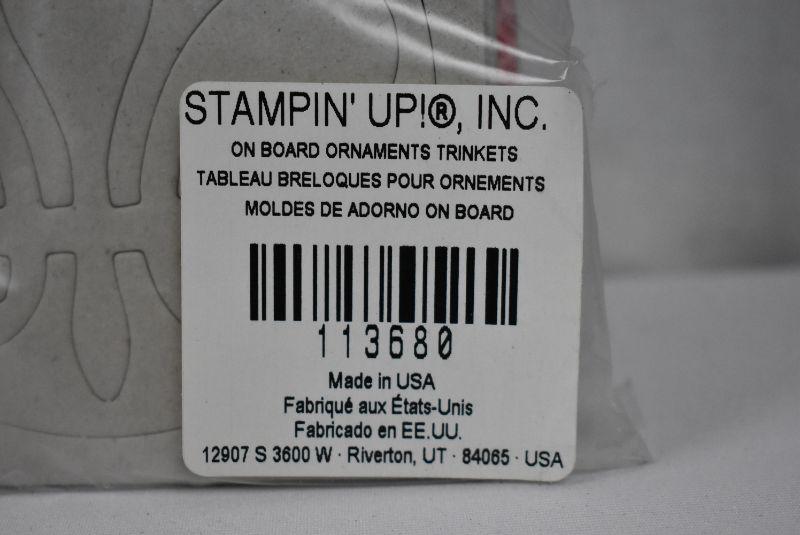 STAMPIN' UP!®, INC.
ON BOARD ORNAMENTS TRINKETS
TABLEAU BRELOQUES POUR ORNEMENTS
MOLDES DE ADORNO ON BOARD
113680
Made in USA
Fabriqué aux États-Unis
Fabricado en EE.UU.
12907 S 3600 W · Riverton, UT · 84065 · USA